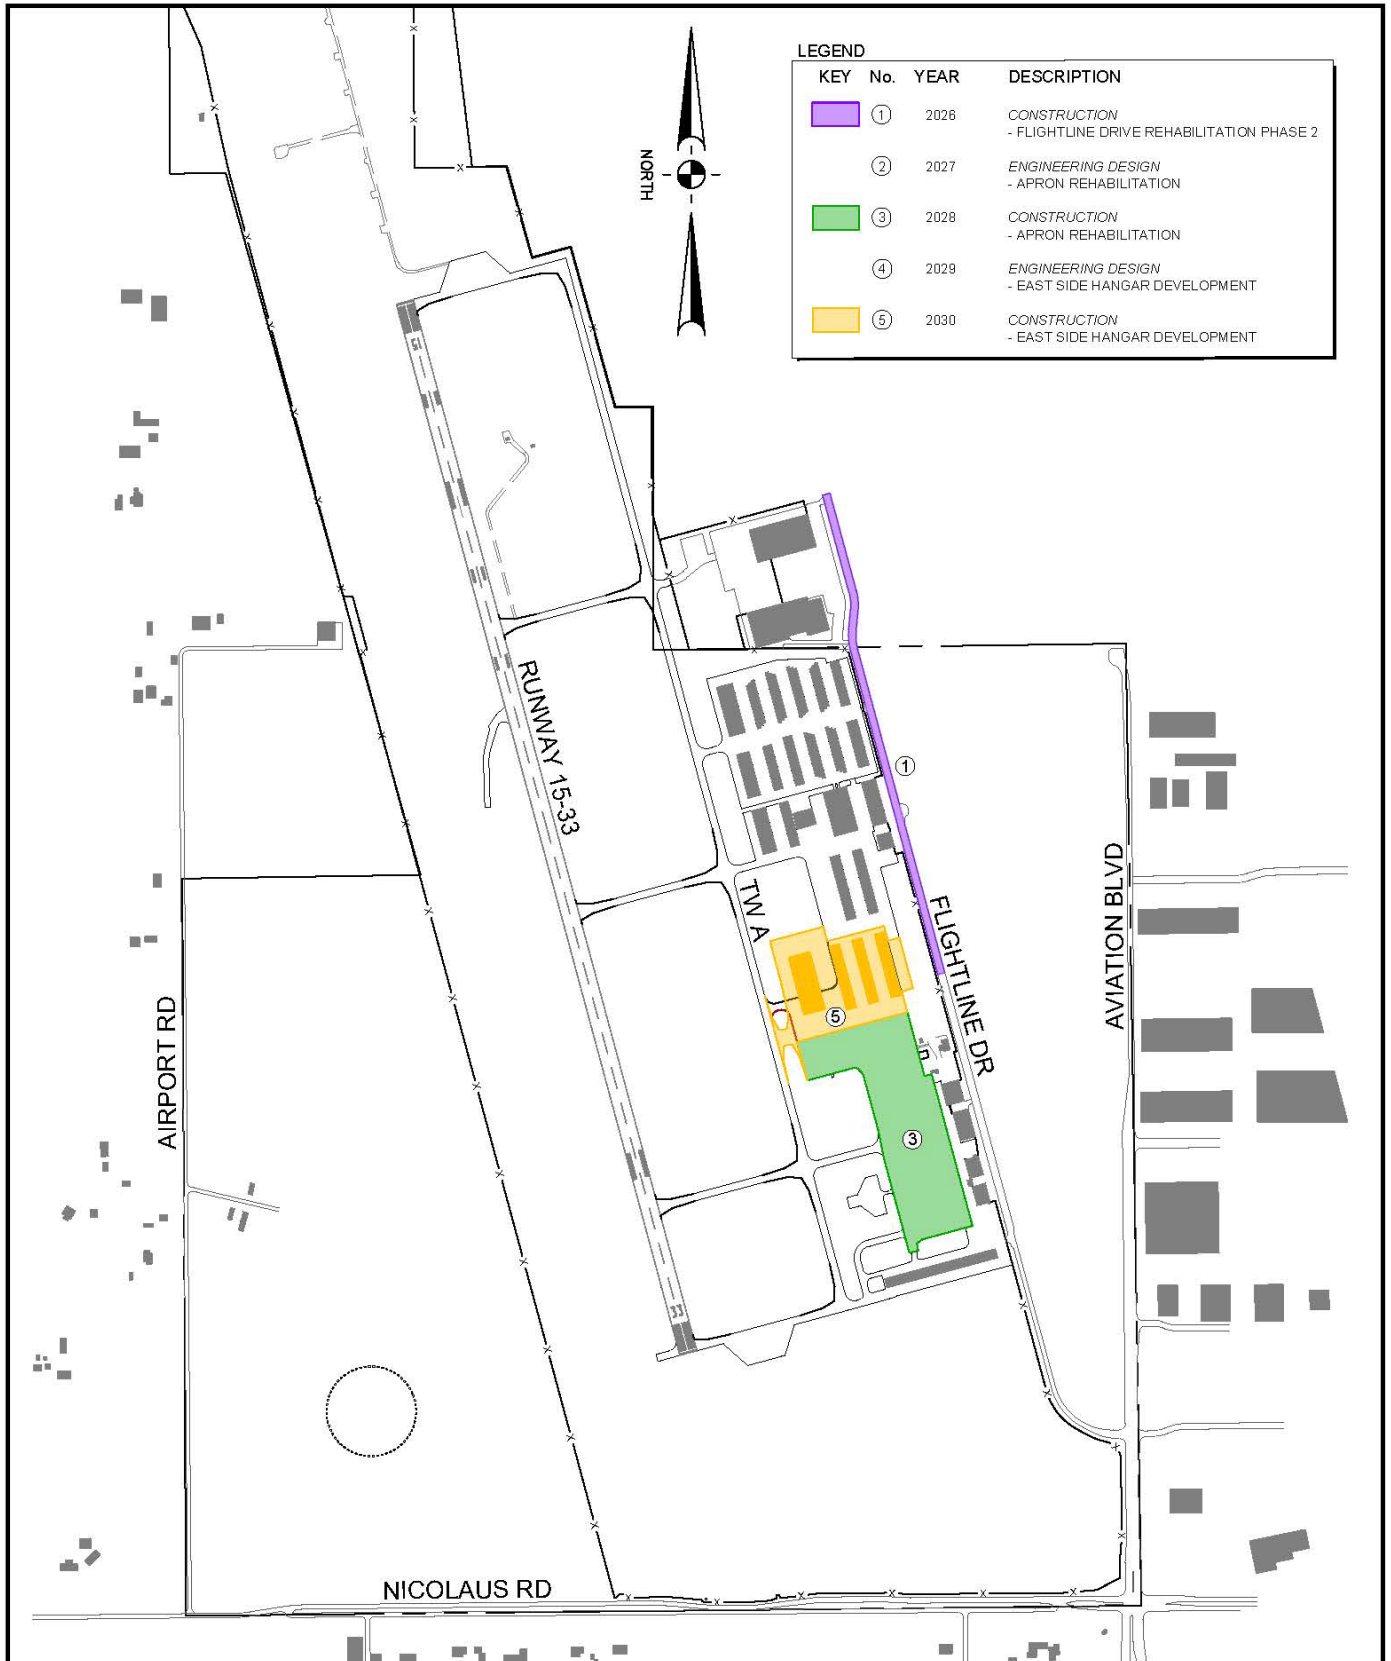 LEGEND
KEY No. YEAR DESCRIPTION
1 2026 CONSTRUCTION
- FLIGHTLINE DRIVE REHABILITATION PHASE 2
2 2027 ENGINEERING DESIGN
- APRON REHABILITATION
3 2028 CONSTRUCTION
- APRON REHABILITATION
4 2029 ENGINEERING DESIGN
- EAST SIDE HANGAR DEVELOPMENT
5 2030 CONSTRUCTION
- EAST SIDE HANGAR DEVELOPMENT
NORTH
15
RUNWAY 15-33
1
TW A
FLIGHTLINE DR
AVIATION BLVD
5
AIRPORT RD
3
33
NICOLAUS RD